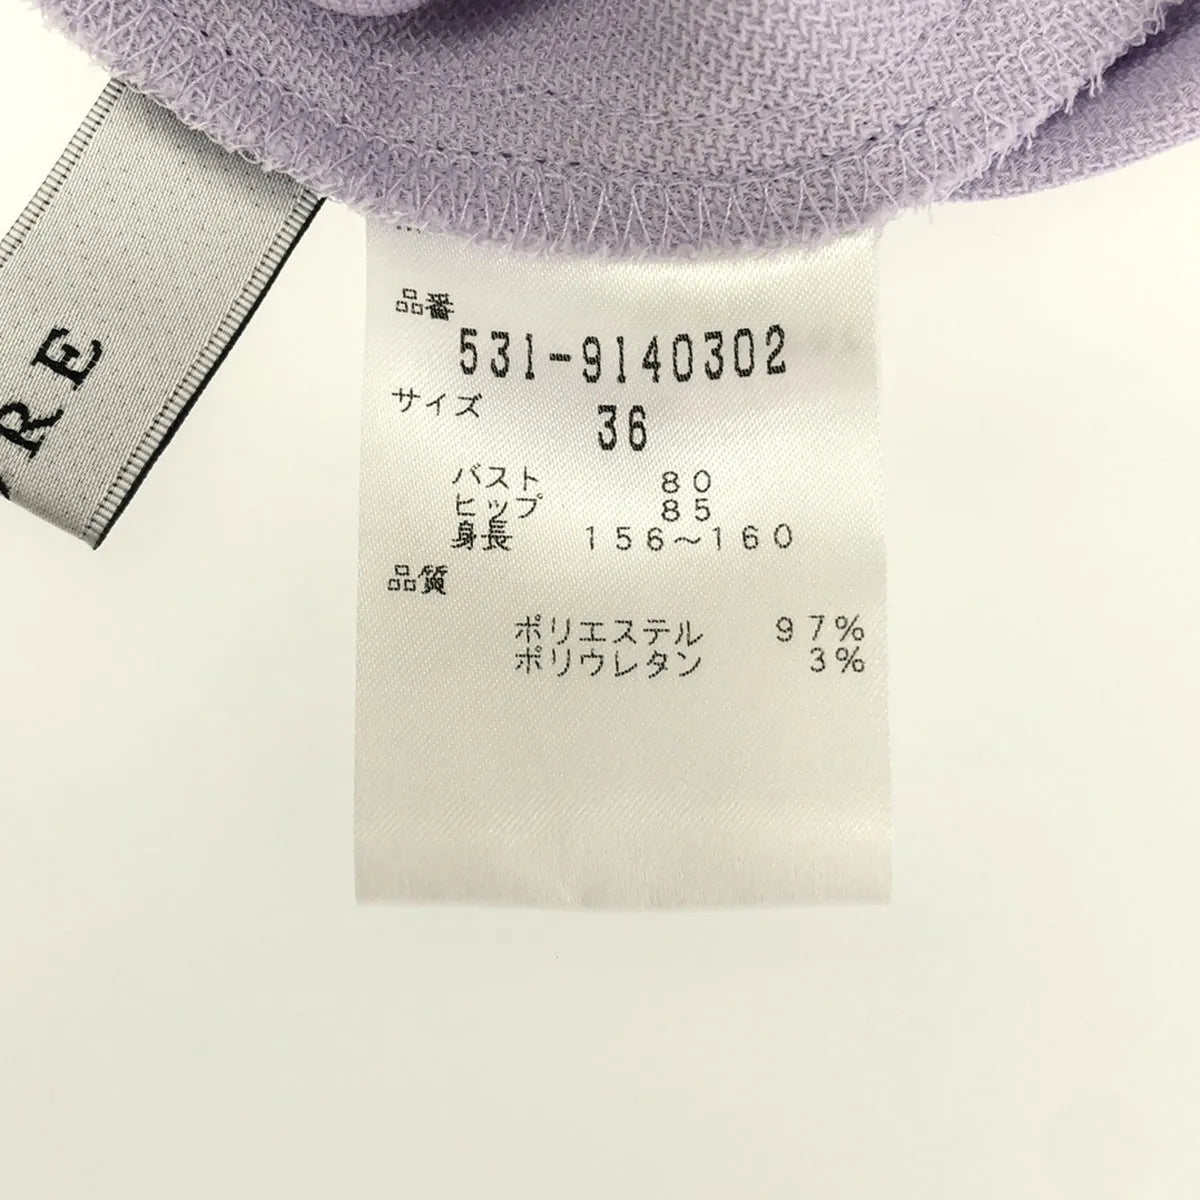 RE
品番
531-9140302
サイズ 36
バスト 80
ヒップ 85
身長 156～160
品質
ポリエステル 97%
ポリウレタン 3%